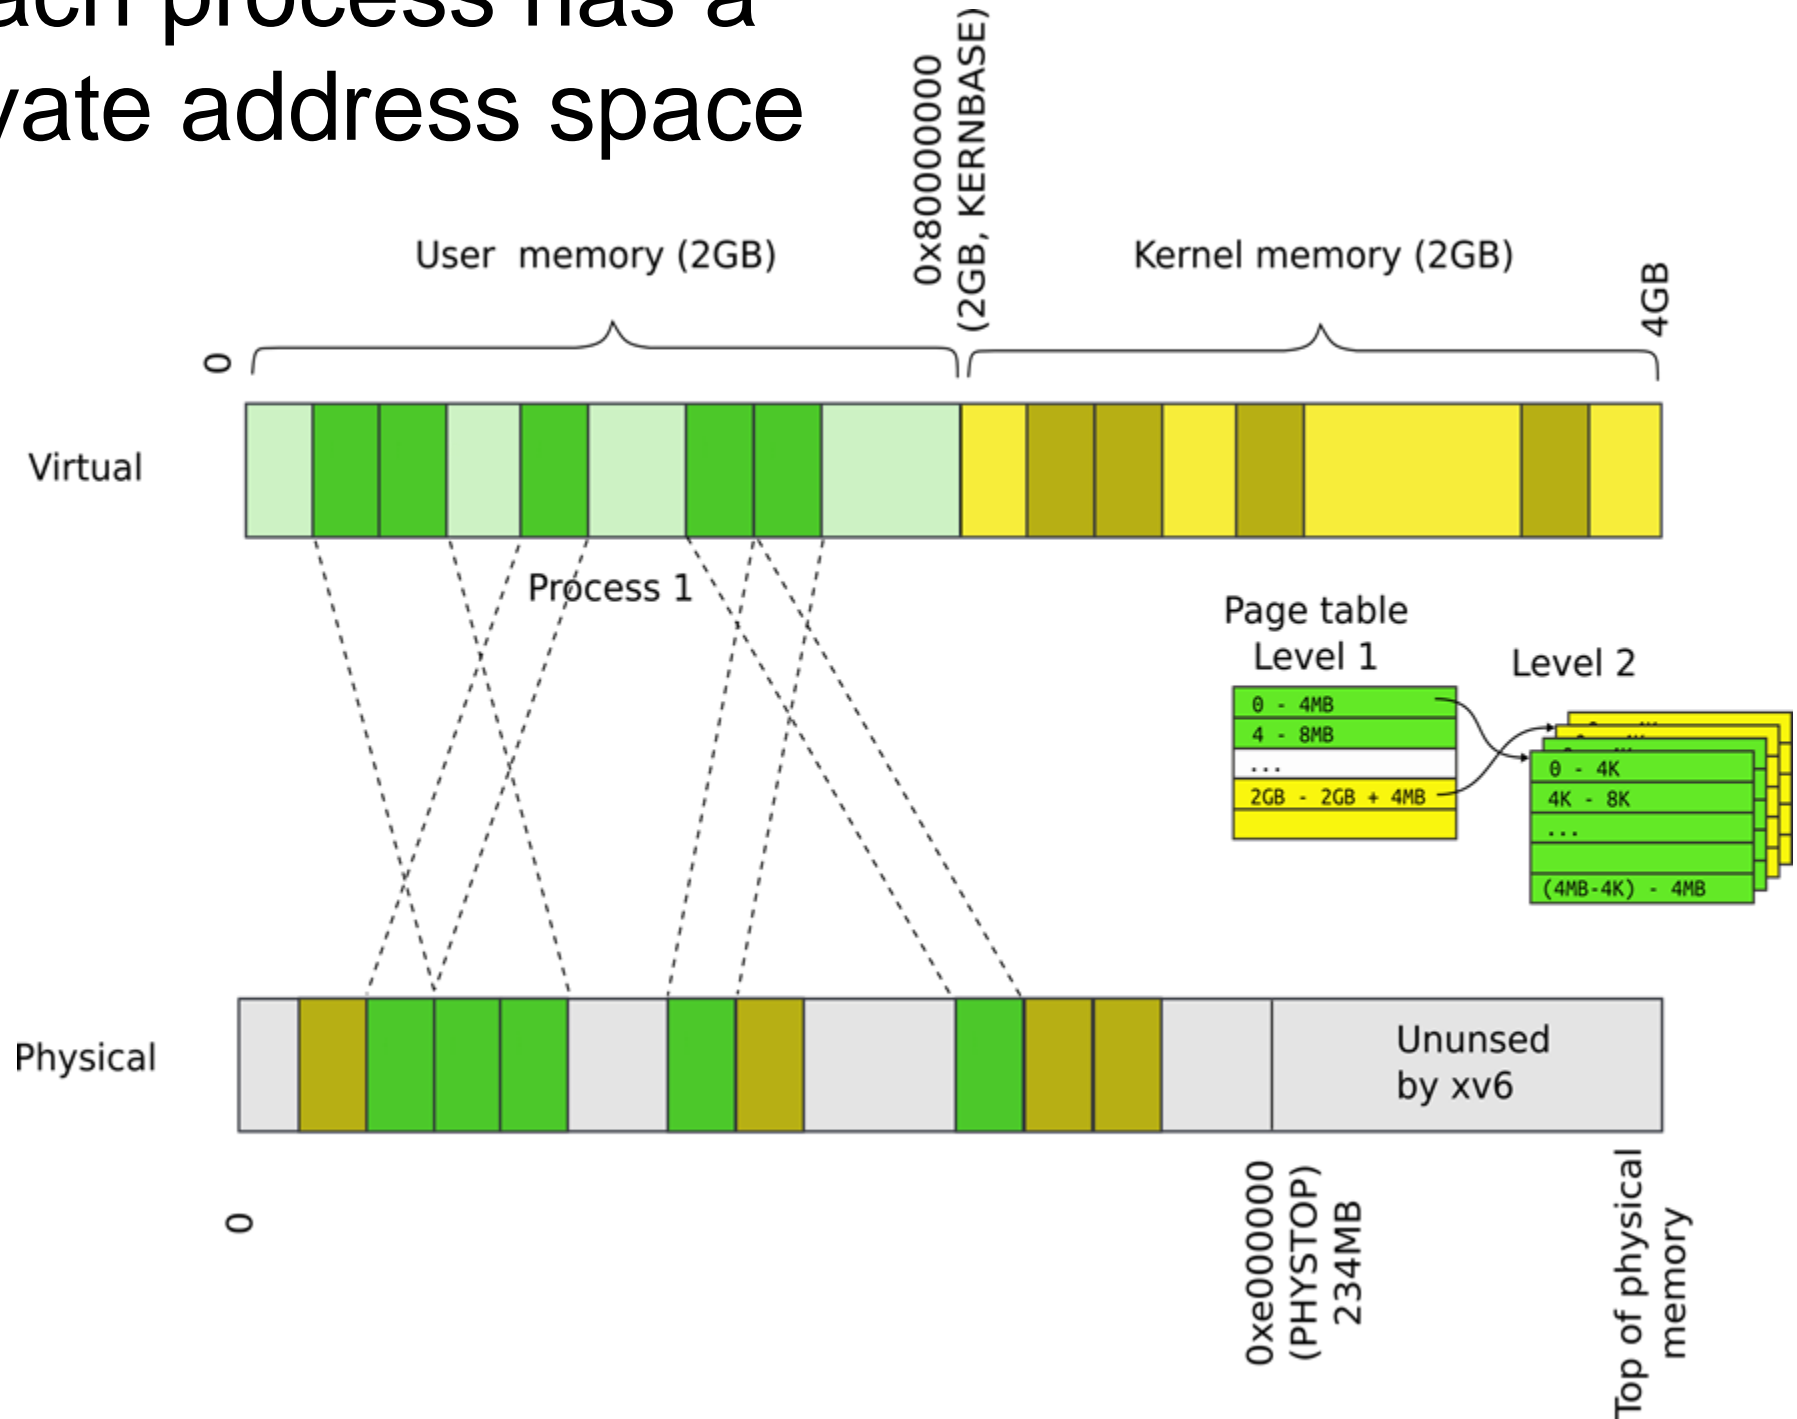 ach process has a
vate address space
0x80000000
(2GB, KERNBASE)
User memory (2GB)
Kernel memory (2GB)
4GB
0
Virtual
Process 1
Page table
Level 1
Level 2
0 - 4MB
4 - 8MB
...
2GB - 2GB + 4MB
0 - 4K
4K - 8K
...
(4MB-4K) - 4MB
Physical
Ununsed
by xv6
0
0xe000000
(PHYSTOP)
234MB
Top of physical
memory